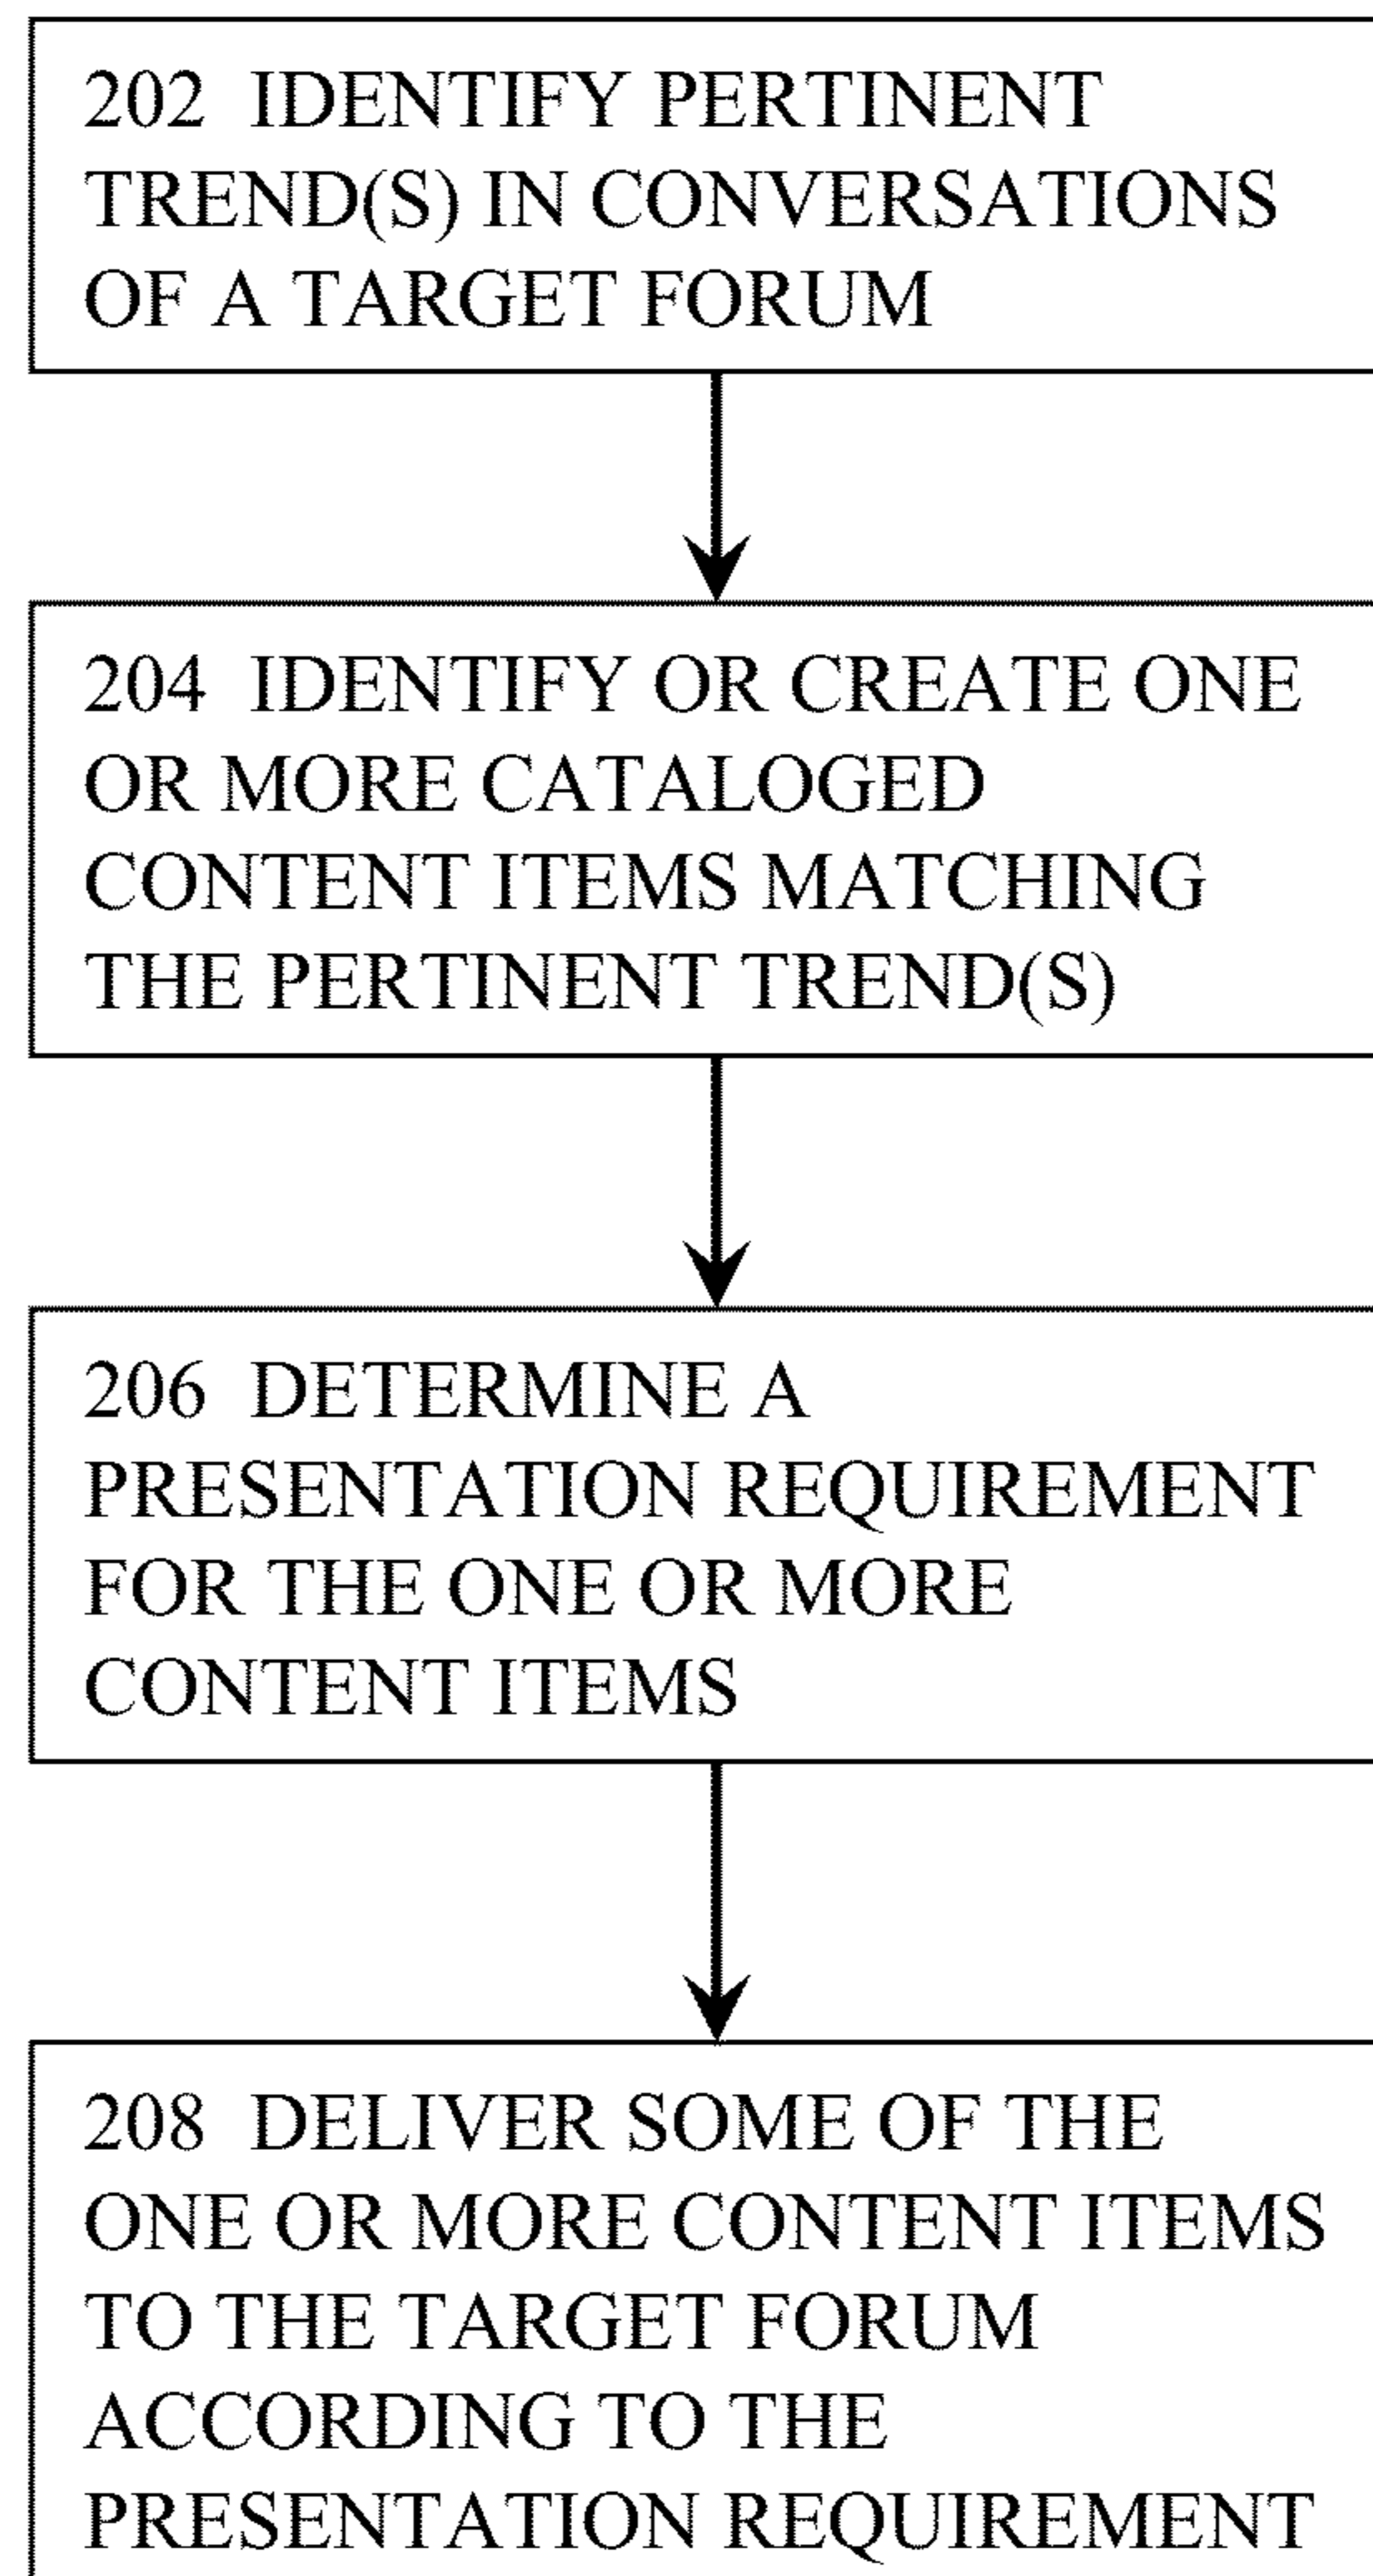 202 IDENTIFY PERTINENT
TREND(S) IN CONVERSATIONS
OF A TARGET FORUM
204 IDENTIFY OR CREATE ONE
OR MORE CATALOGED
CONTENT ITEMS MATCHING
THE PERTINENT TREND(S)
206 DETERMINE A
PRESENTATION REQUIREMENT
FOR THE ONE OR MORE
CONTENT ITEMS
208 DELIVER SOME OF THE
ONE OR MORE CONTENT ITEMS
TO THE TARGET FORUM
ACCORDING TO THE
PRESENTATION REQUIREMENT